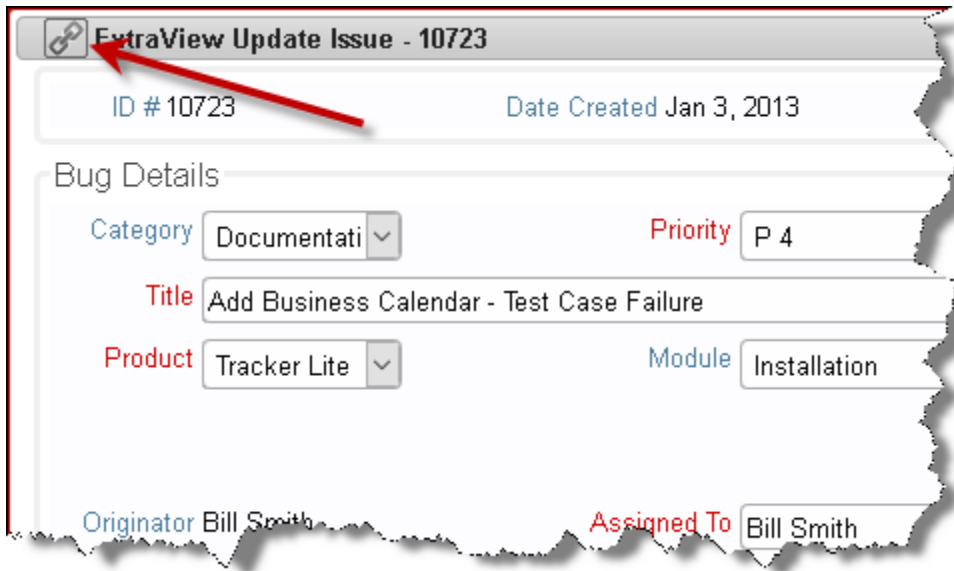 ExtraView Update Issue - 10723
ID # 10723 Date Created Jan 3, 2013
Bug Details
Category Documentati Priority P 4
Title Add Business Calendar - Test Case Failure
Product Tracker Lite Module Installation
Originator Bill Smith Assigned To Bill Smith